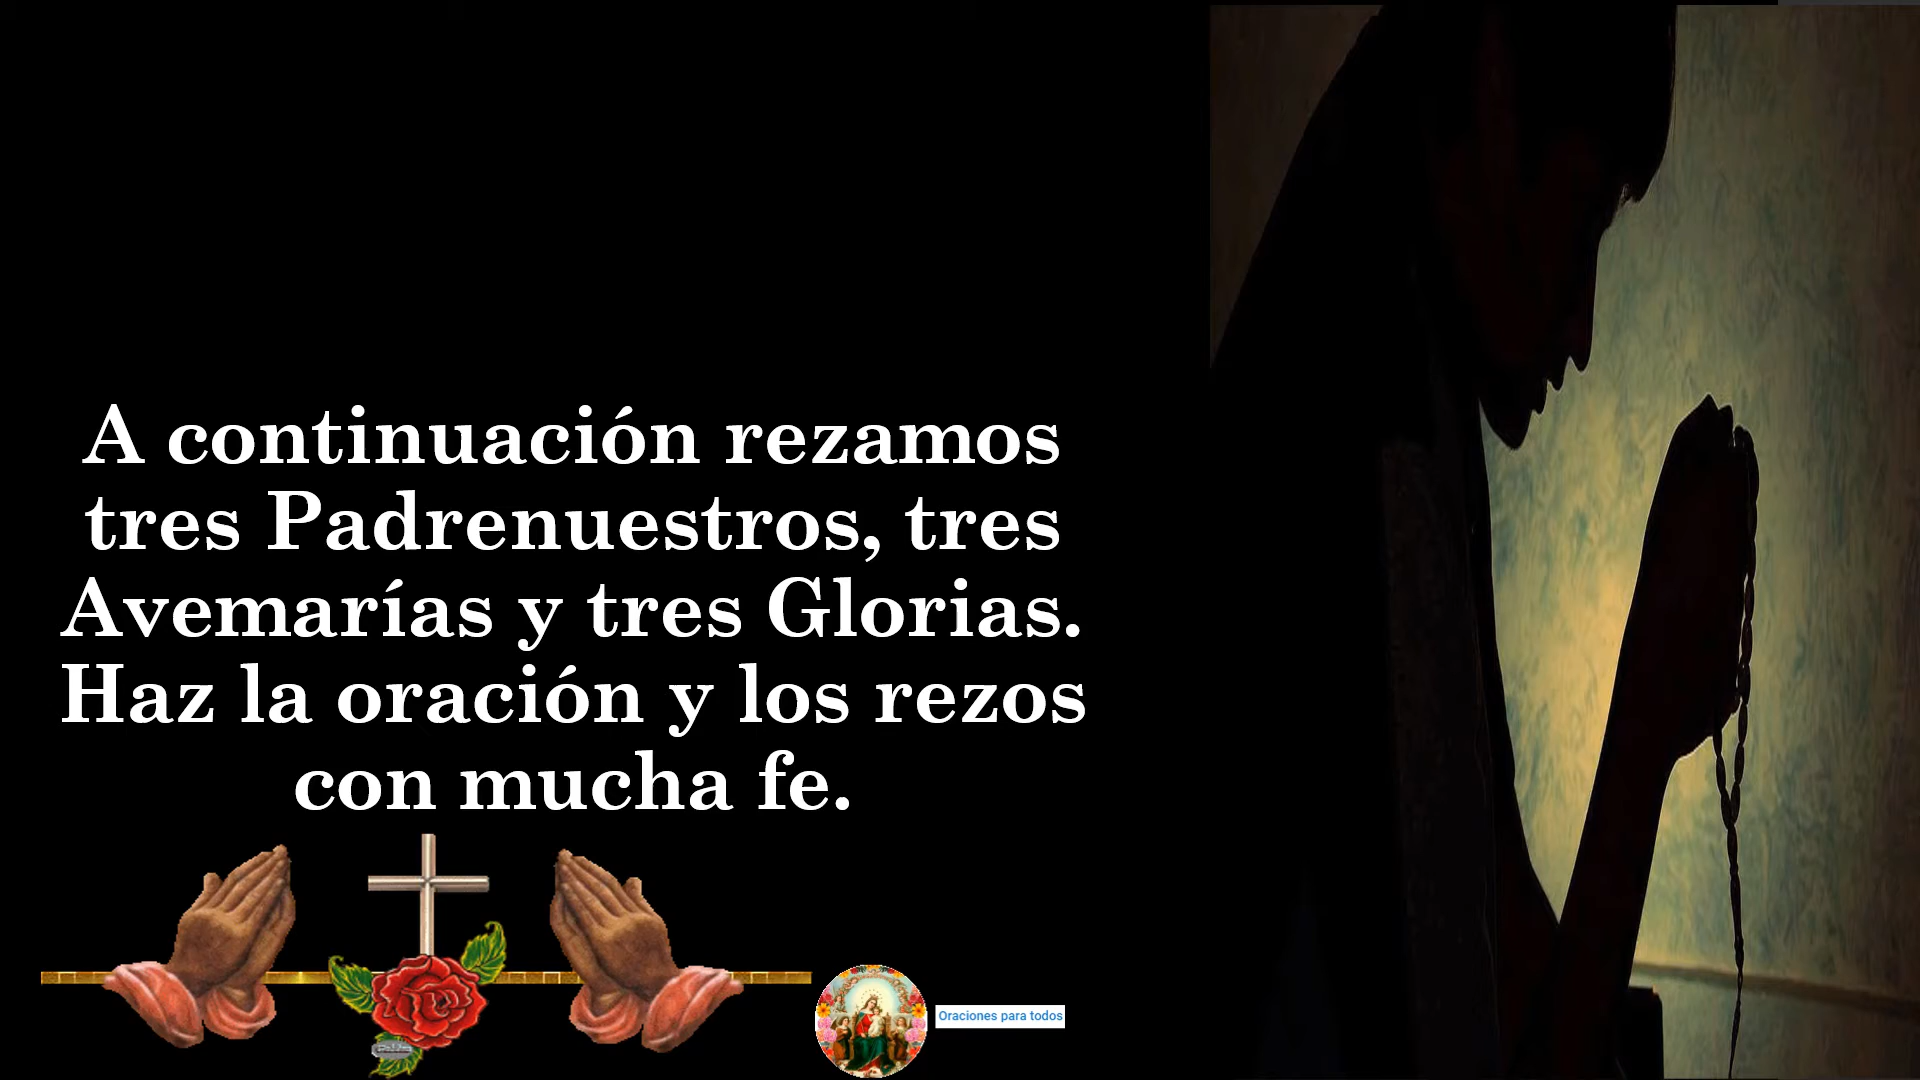 A continuación rezamos
tres Padrenuestros, tres
Avemarías y tres Glorias.
Haz la oración y los rezos
con mucha fe.
Oraciones para todos